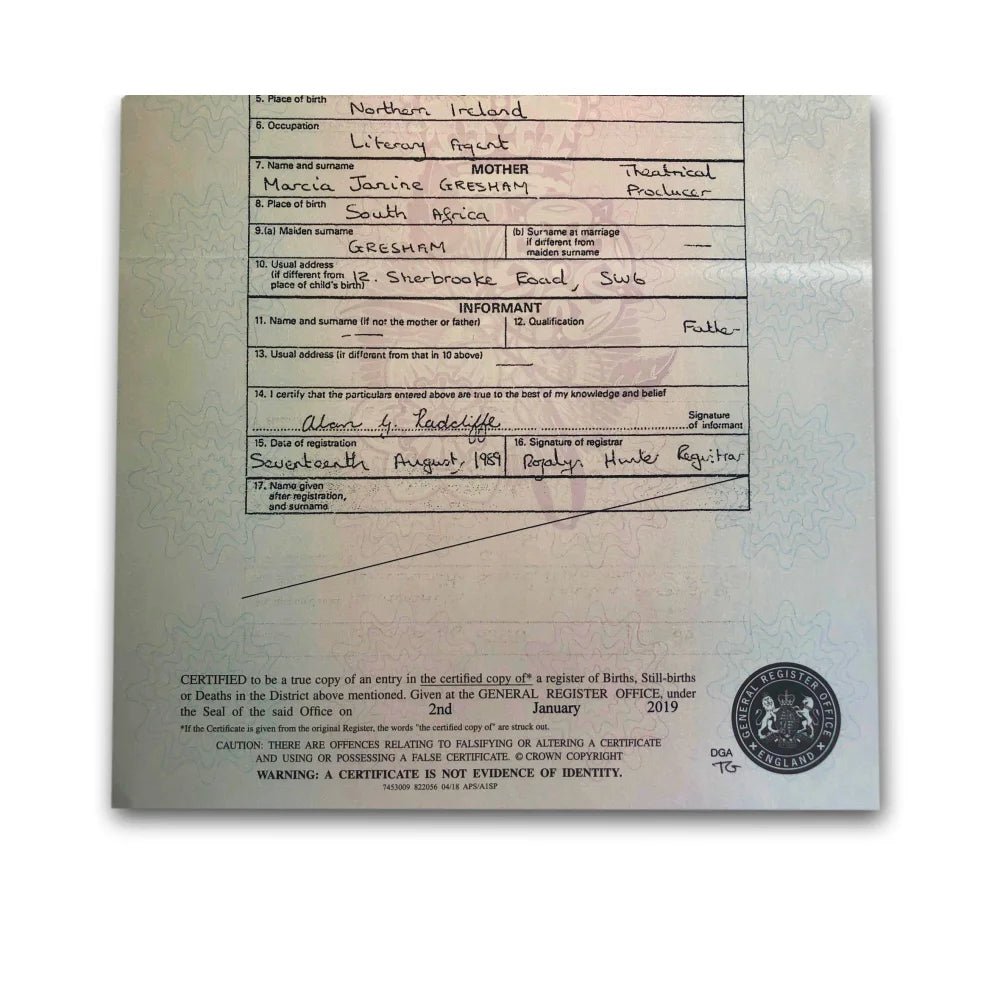 5. Place of birth
Northern Ireland
6. Occupation
Literary Agent
7. Name and surname MOTHER Theatrical
Marcia Janine GRESHAM Producer
8. Place of birth
South Africa
9.(a) Maiden surname
GRESHAM
(b) Surname at marriage
if different from
maiden surname —
10. Usual address
(if different from
place of child's birth) 12. Sherbrooke Road, SW6
INFORMANT
11. Name and surname (if not the mother or father)
—
12. Qualification
Father
13. Usual address (if different from that in 10 above)
—
14. I certify that the particulars entered above are true to the best of my knowledge and belief
Alan G. Radcliffe
Signature
of informant
15. Date of registration
Seventeenth August, 1989
16. Signature of registrar
Rozalyn Hunter Registrar
17. Name given
after registration,
and surname
CERTIFIED to be a true copy of an entry in the certified copy of* a register of Births, Still-births
or Deaths in the District above mentioned. Given at the GENERAL REGISTER OFFICE, under
the Seal of the said Office on 2nd January 2019
*If the Certificate is given from the original Register, the words "the certified copy of" are struck out.
CAUTION: THERE ARE OFFENCES RELATING TO FALSIFYING OR ALTERING A CERTIFICATE
AND USING OR POSSESSING A FALSE CERTIFICATE. © CROWN COPYRIGHT
WARNING: A CERTIFICATE IS NOT EVIDENCE OF IDENTITY.
7453009 822056 04/18 APS/A1SP
DGA
TG
GENERAL REGISTER OFFICE
ENGLAND